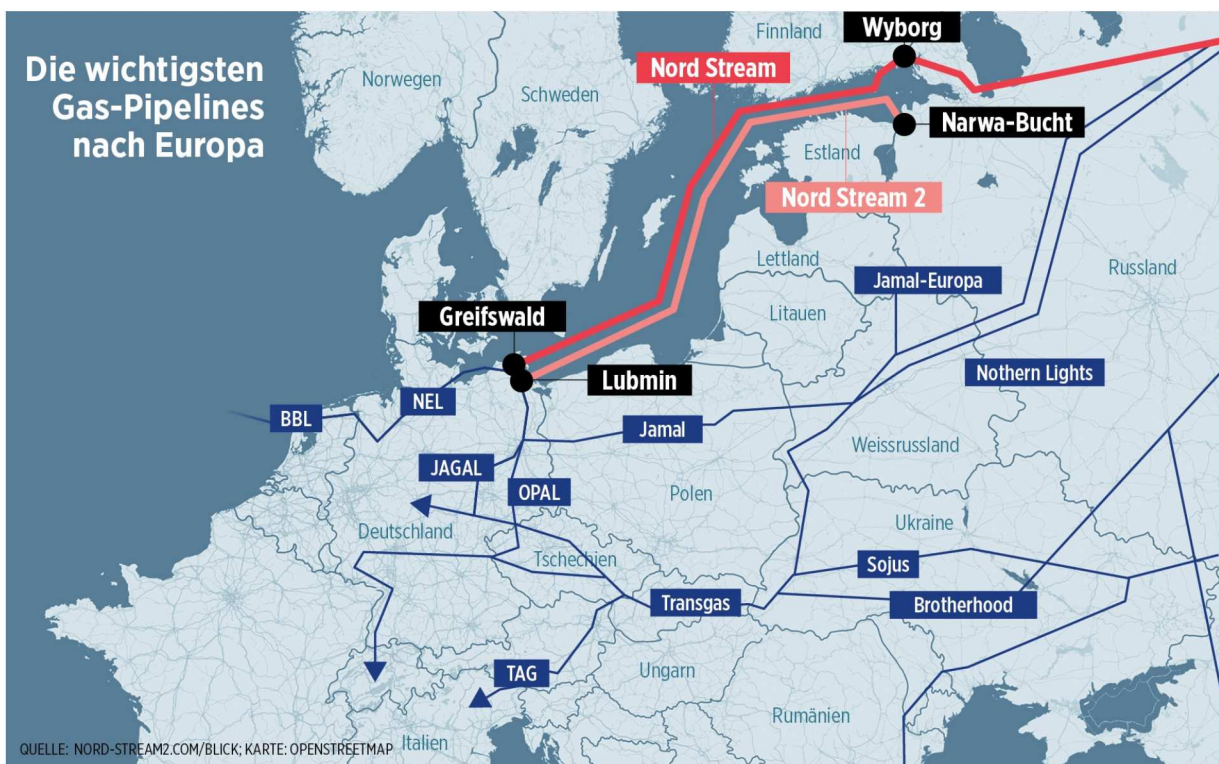 Die wichtigsten
Gas-Pipelines
nach Europa
Norwegen
Schweden
Finnland
Wyborg
Nord Stream
Narwa-Bucht
Estland
Nord Stream 2
Lettland
Russland
Jamal-Europa
Litauen
Greifswald
Lubmin
Nothern Lights
NEL
BBL
Jamal
Weissrussland
JAGAL
OPAL
Polen
Deutschland
Ukraine
Tschechien
Sojus
Transgas
Brotherhood
TAG
Ungarn
Rumänien
Italien
QUELLE: NORD-STREAM2.COM/BLICK; KARTE: OPENSTREETMAP